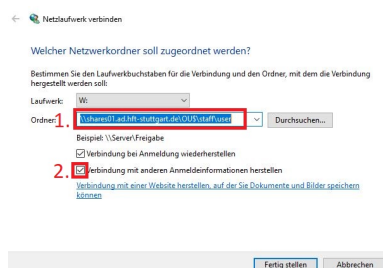 Netzlaufwerk verbinden
Welcher Netzwerkordner soll zugeordnet werden?
Bestimmen Sie den Laufwerkbuchstaben für die Verbindung und den Ordner, mit dem die Verbindung
hergestellt werden soll:
Laufwerk: W:
Ordner: 1. \\shares01.ad.hft-stuttgart.de\OU$\staff\user Durchsuchen...
Beispiel: \\Server\Freigabe
Verbindung bei Anmeldung wiederherstellen
2. Verbindung mit anderen Anmeldeinformationen herstellen
Verbindung mit einer Website herstellen, auf der Sie Dokumente und Bilder speichern
können
Fertig stellen Abbrechen